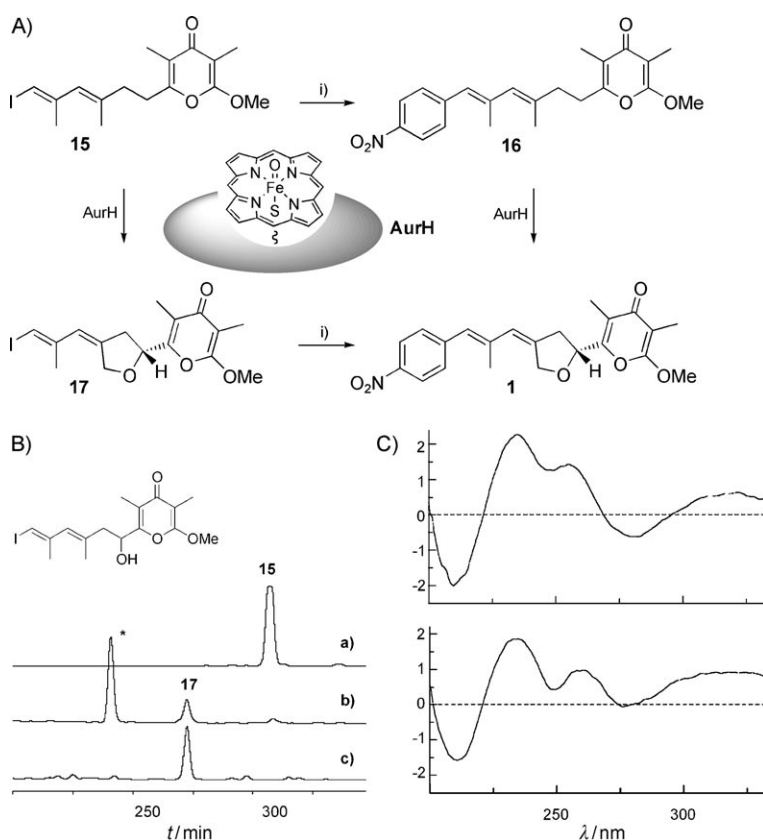 A)
O
I
O
OMe
15
i)
O
O₂N
O
OMe
16
AurH
O
N
N
Fe
N
N
S
AurH
AurH
O
I
O
H
O
OMe
17
i)
O
O₂N
O
H
O
OMe
1
B)
O
I
OH
O
OMe
15
a)
*
17
b)
c)
250
300
t/min
C)
2
1
0
-1
-2
2
1
0
-1
-2
250
300
λ/nm